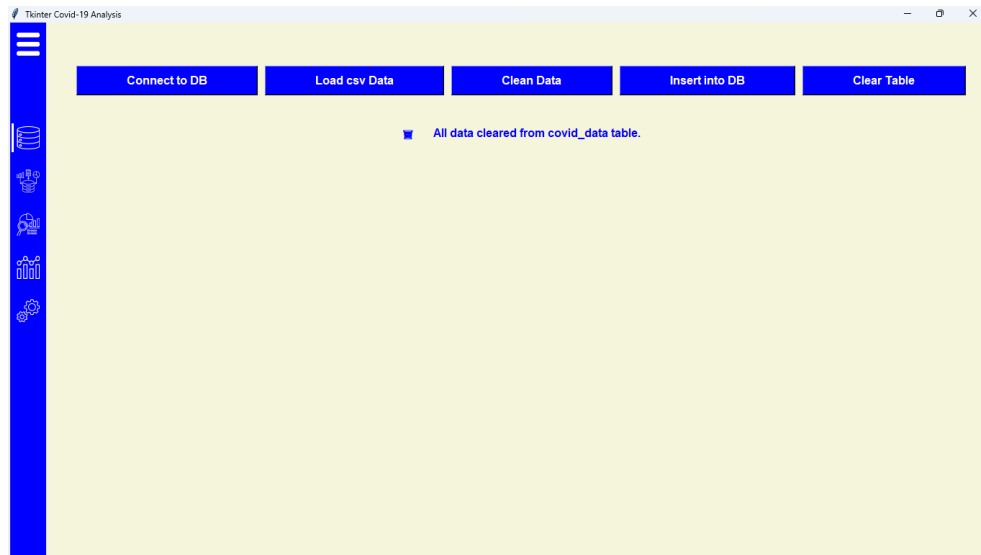 Tkinter Covid-19 Analysis
Connect to DB
Load csv Data
Clean Data
Insert into DB
Clear Table
All data cleared from covid_data table.